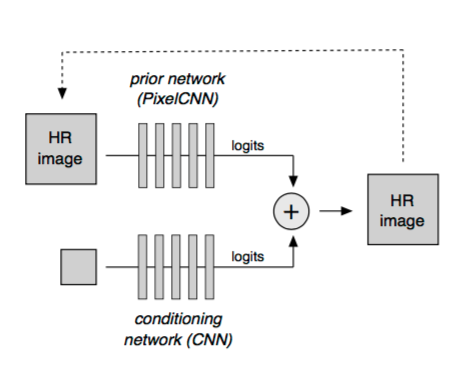 prior network
(PixelCNN)
HR
image
logits
+
HR
image
logits
conditioning
network (CNN)